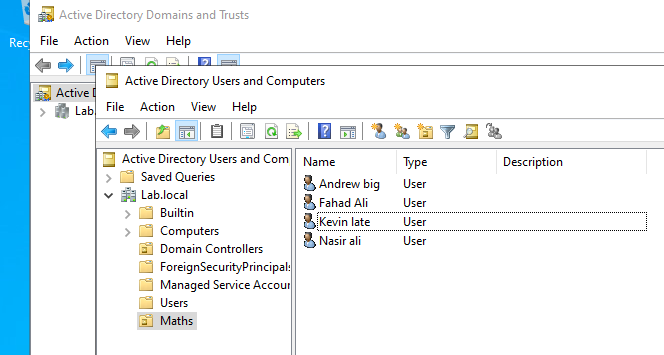 Recy
Active Directory Domains and Trusts
File Action View Help
Active D
Lab.
Active Directory Users and Computers
File Action View Help
Active Directory Users and Com
Saved Queries
Lab.local
Builtin
Computers
Domain Controllers
ForeignSecurityPrincipals
Managed Service Accour
Users
Maths
Name Type Description
Andrew big User
Fahad Ali User
Kevin late User
Nasir ali User